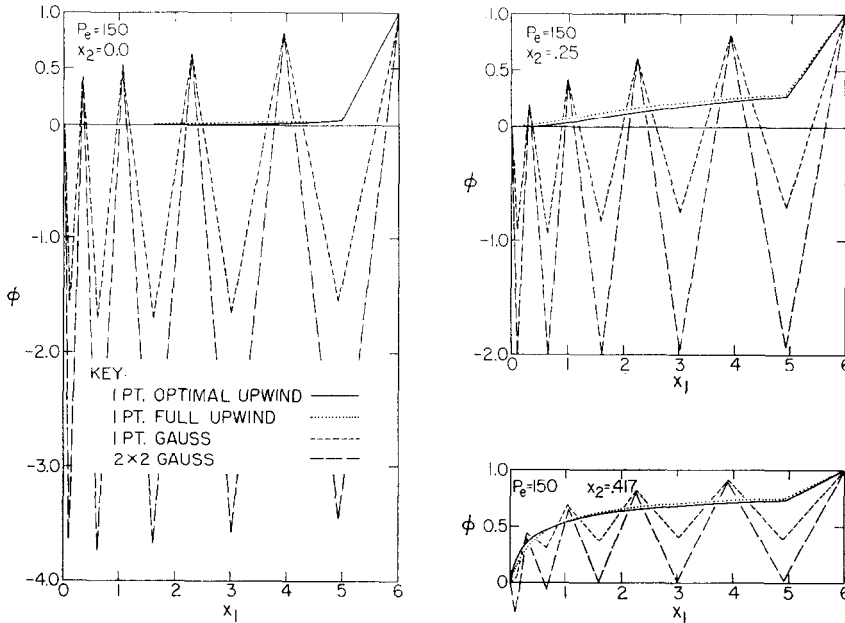 Pe=150
x2=0.0
1.0
0.5
0
-1.0
-2.0
-3.0
-4.0
ϕ
KEY:
1 PT. OPTIMAL UPWIND
1 PT. FULL UPWIND
1 PT. GAUSS
2×2 GAUSS
0 1 2 3 4 5 6
x1
Pe=150
x2=.25
1.0
0.5
0
-1.0
-2.0
ϕ
0 1 2 3 4 5 6
x1
Pe=150 x2=.417
1.0
0.5
0
ϕ
0 1 2 3 4 5 6
x1